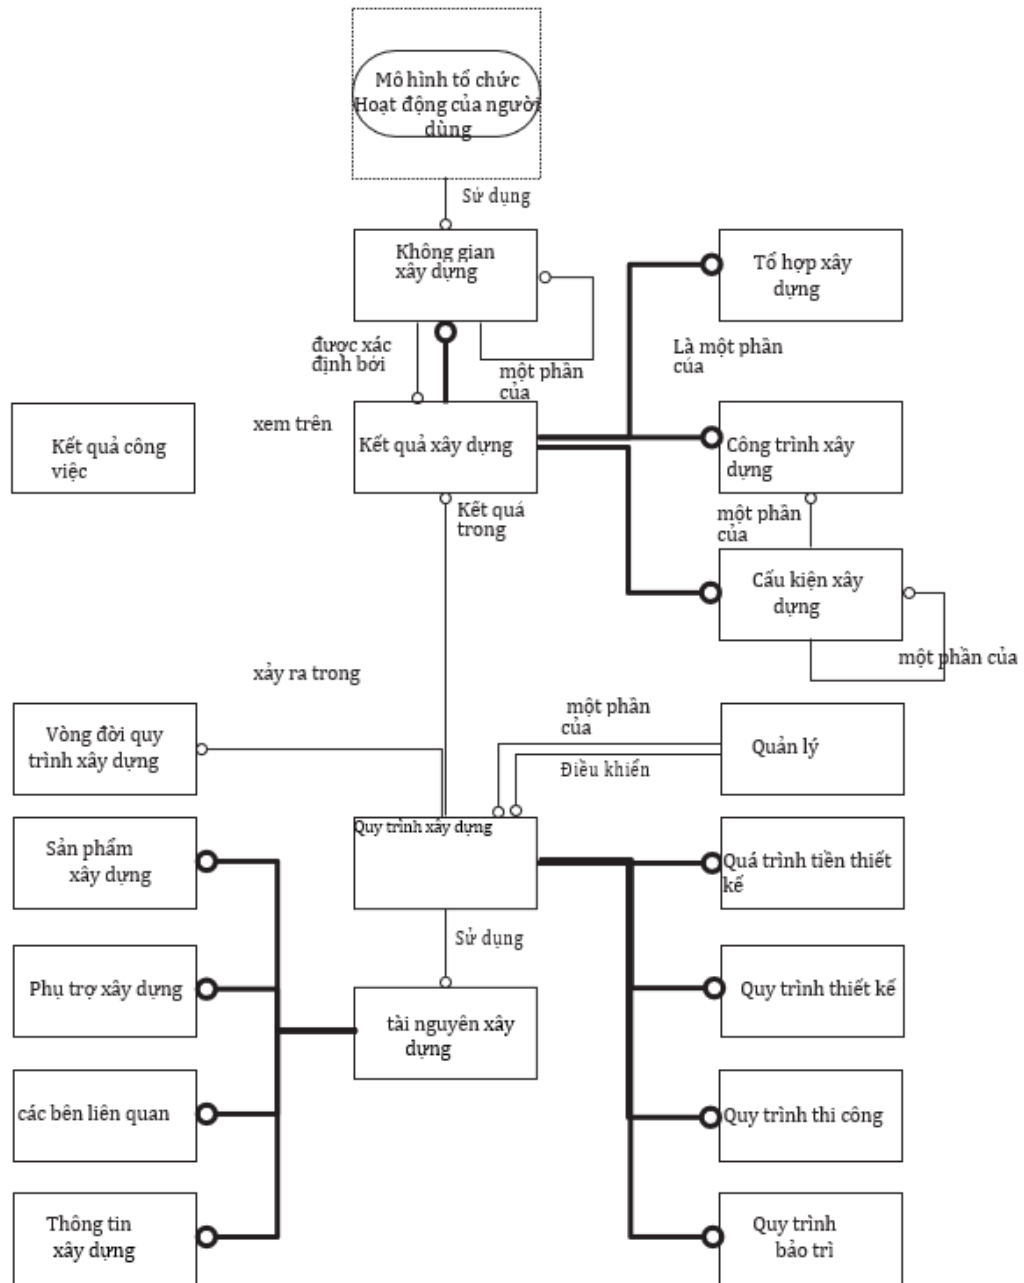 Mô hình tổ chức
Hoạt động của người
dùng
Sử dụng
Không gian
xây dựng
Tổ hợp xây
dựng
được xác
định bởi
một phần
của
Là một phần
của
xem trên
Kết quả công
việc
Kết quả xây dựng
Công trình xây
dựng
Kết quả
trong
một phần
của
Cấu kiện xây
dựng
một phần của
xảy ra trong
Vòng đời quy
trình xây dựng
một phần
của
Điều khiển
Quản lý
Quy trình xây dựng
Sản phẩm
xây dựng
Quá trình tiền thiết
kế
Sử dụng
Phụ trợ xây dựng
Quy trình thiết kế
tài nguyên xây
dựng
các bên liên quan
Quy trình thi công
Thông tin
xây dựng
Quy trình
bảo trì